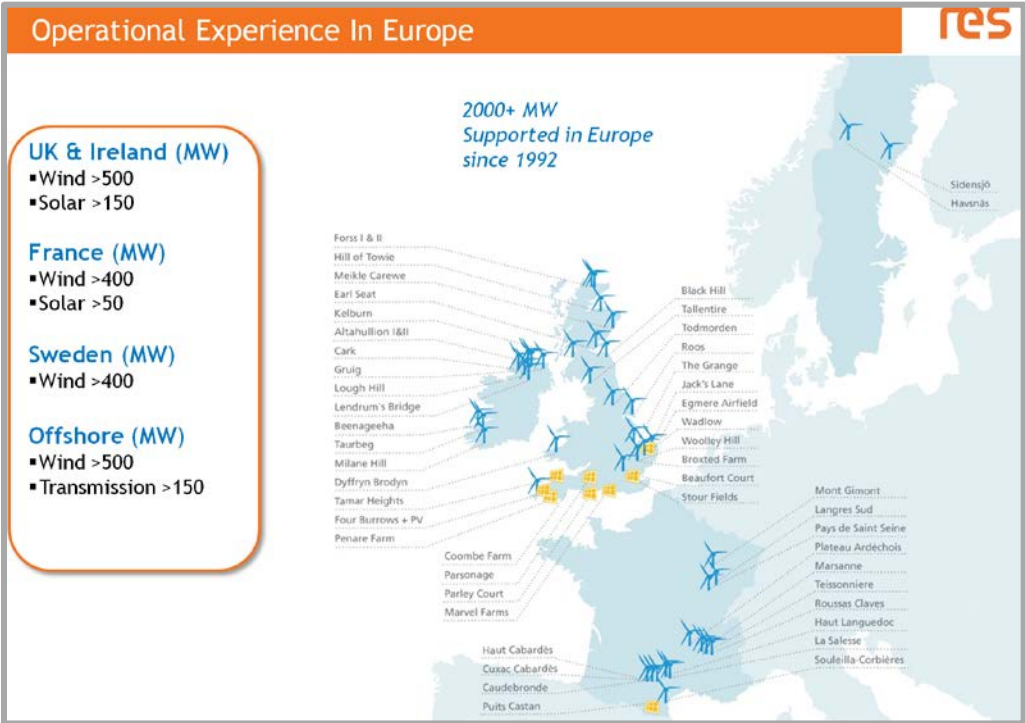 Operational Experience In Europe
res
2000+ MW
Supported in Europe
since 1992
UK & Ireland (MW)
▪Wind >500
▪Solar >150
France (MW)
▪Wind >400
▪Solar >50
Sweden (MW)
▪Wind >400
Offshore (MW)
▪Wind >500
▪Transmission >150
Sidensjö
Havsnäs
Forss I & II
Hill of Towie
Meikle Carewe
Earl Seat
Kelburn
Altahullion I&II
Cark
Gruig
Lough Hill
Lendrum's Bridge
Beenageeha
Taurbeg
Milane Hill
Dyffryn Brodyn
Tamar Heights
Four Burrows + PV
Penare Farm
Black Hill
Tallentire
Todmorden
Roos
The Grange
Jack's Lane
Egmere Airfield
Wadlow
Woolley Hill
Broxted Farm
Beaufort Court
Stour Fields
Coombe Farm
Parsonage
Parley Court
Marvel Farms
Mont Gimont
Langres Sud
Pays de Saint Seine
Plateau Ardéchois
Marsanne
Teissonniere
Roussas Claves
Haut Languedoc
La Salesse
Souleilla-Corbières
Haut Cabardès
Cuxac Cabardès
Caudebronde
Puits Castan